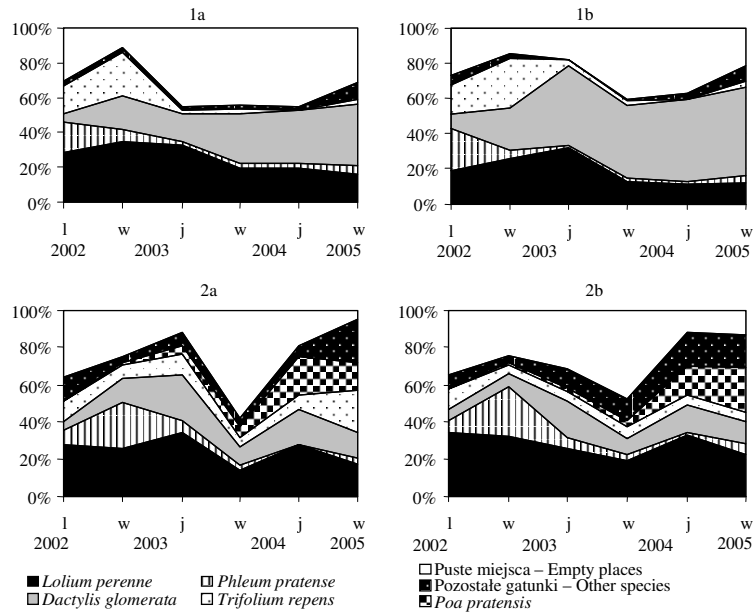 1a
1b
100%
80%
60%
40%
20%
0%
l w j w j w
2002 2003 2004 2005
100%
80%
60%
40%
20%
0%
l w j w j w
2002 2003 2004 2005
2a
2b
100%
80%
60%
40%
20%
0%
l w j w j w
2002 2003 2004 2005
100%
80%
60%
40%
20%
0%
l w j w j w
2002 2003 2004 2005
Lolium perenne
Phleum pratense
Dactylis glomerata
Trifolium repens
Puste miejsca – Empty places
Pozostałe gatunki – Other species
Poa pratensis